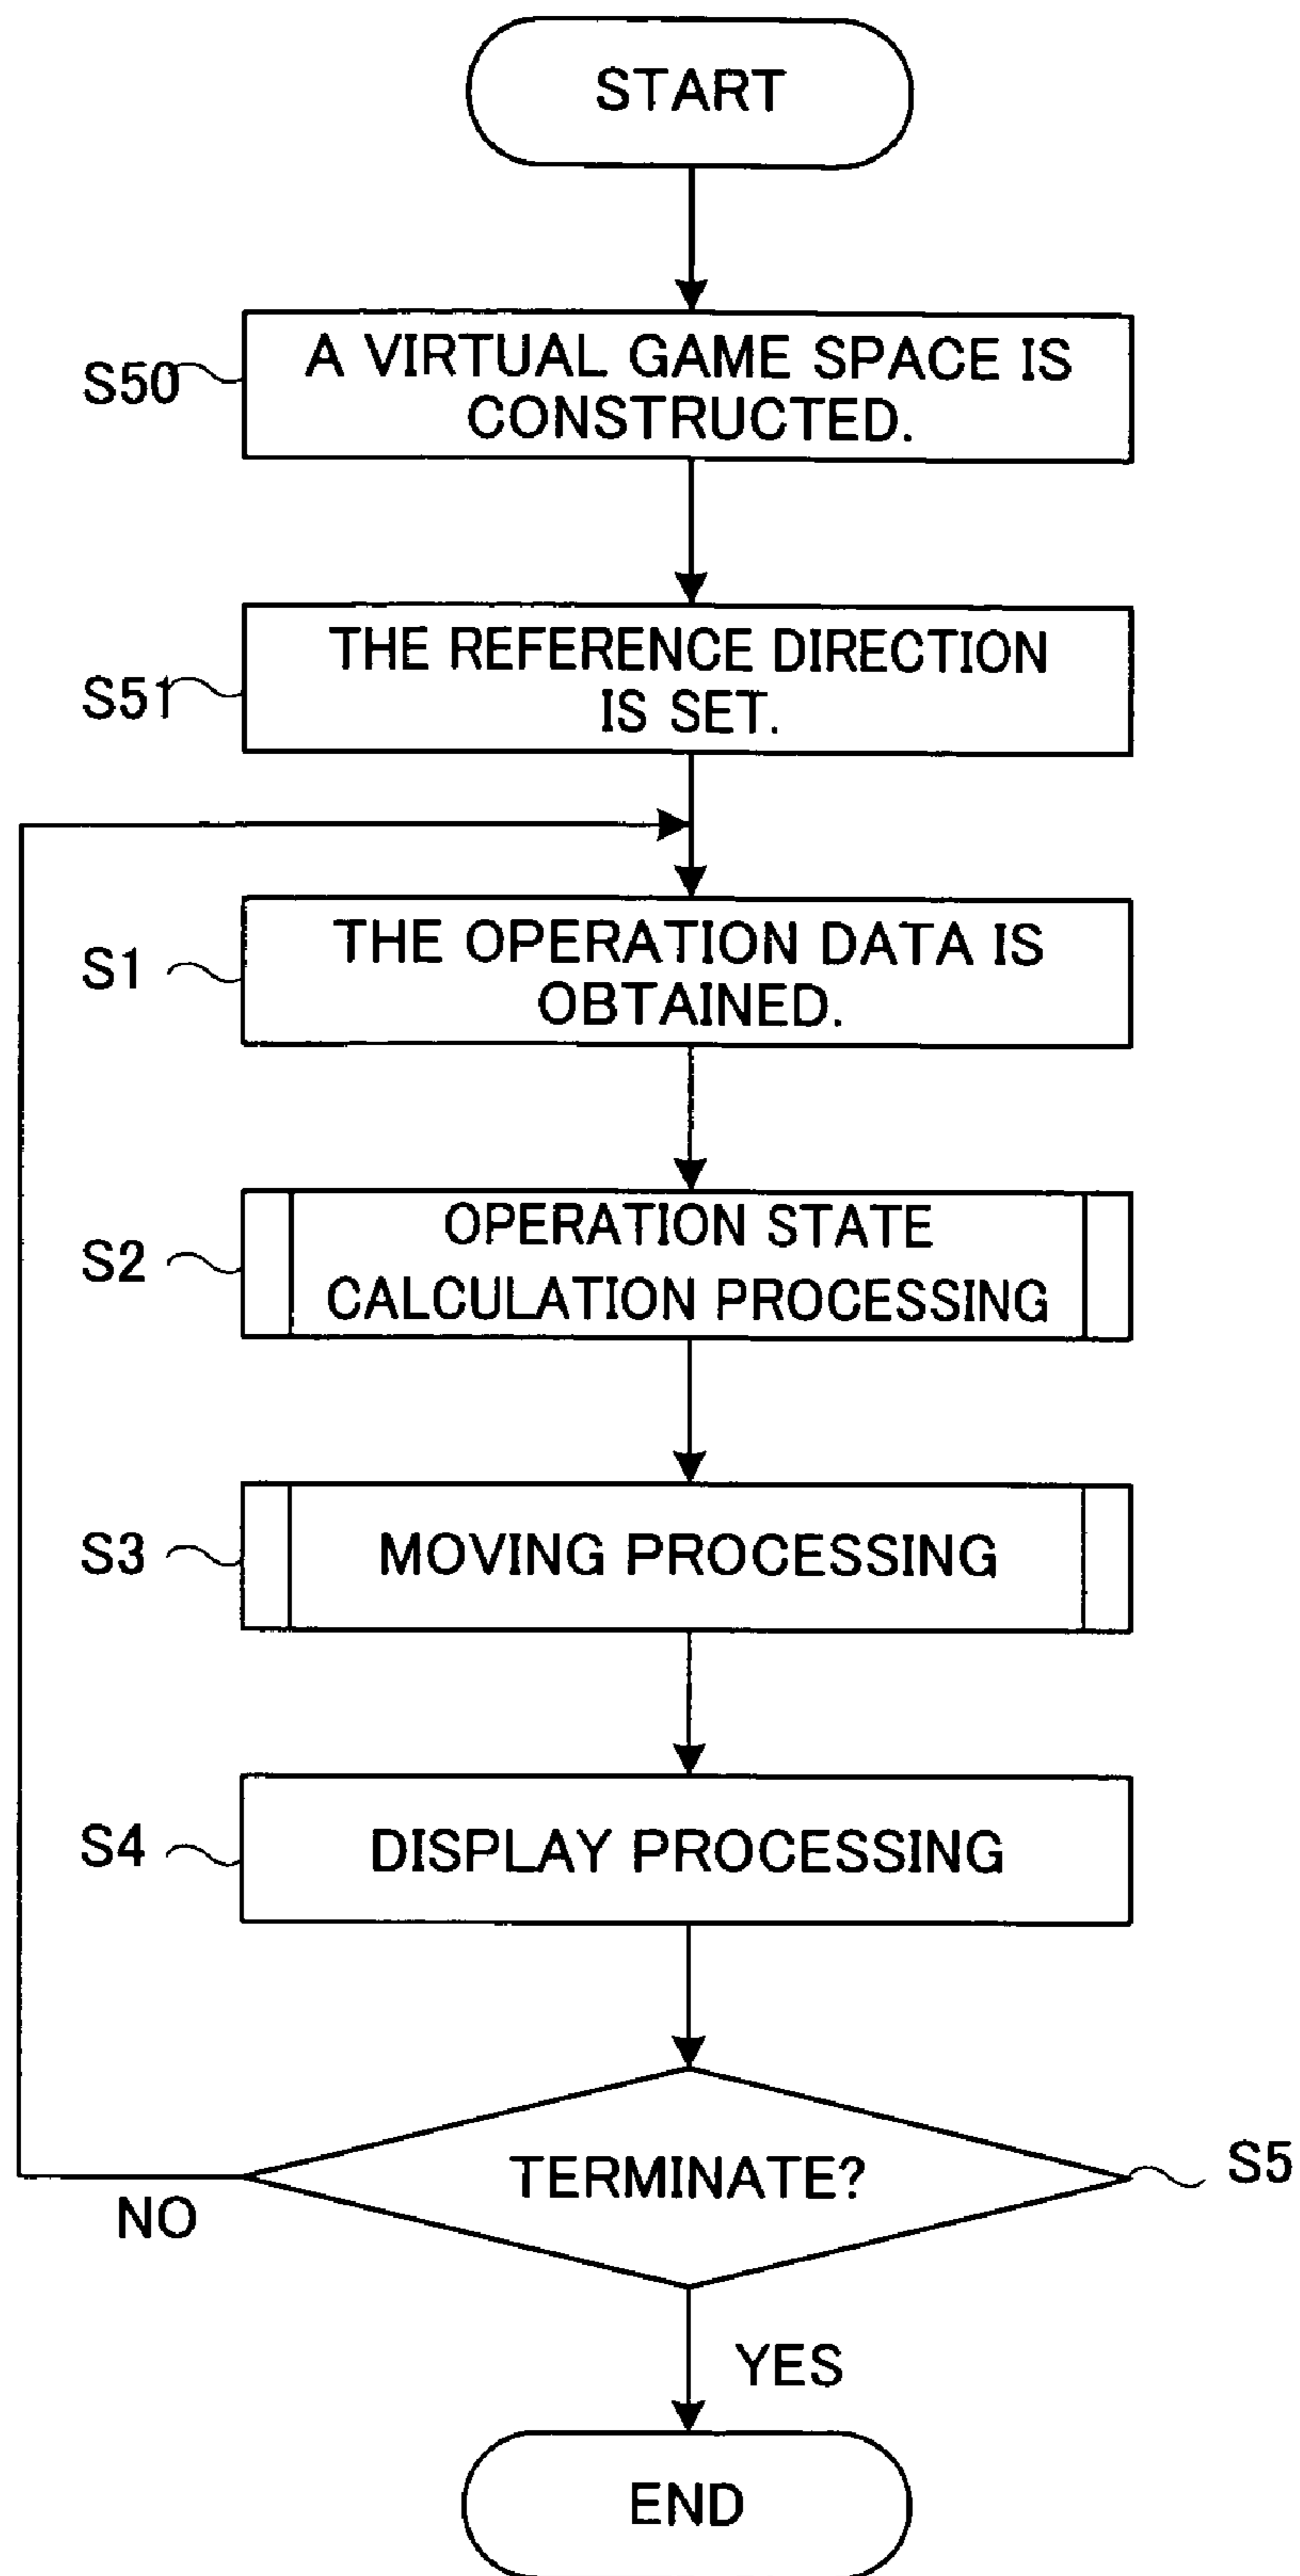 START
S50
A VIRTUAL GAME SPACE IS
CONSTRUCTED.
S51
THE REFERENCE DIRECTION
IS SET.
S1
THE OPERATION DATA IS
OBTAINED.
S2
OPERATION STATE
CALCULATION PROCESSING
S3
MOVING PROCESSING
S4
DISPLAY PROCESSING
TERMINATE?
S5
NO
YES
END